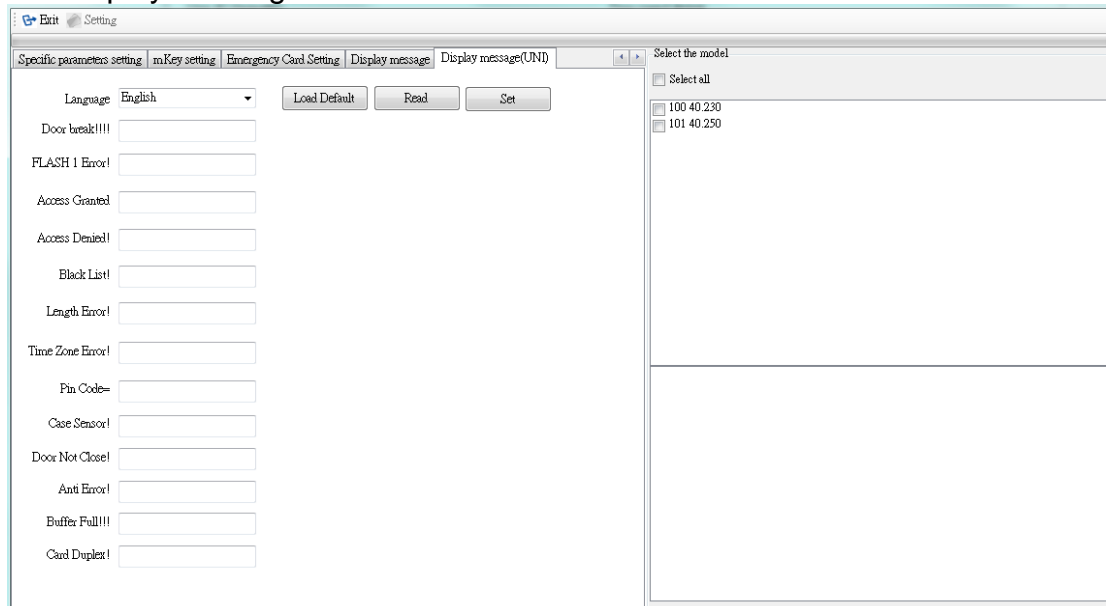 Exit Setting
Specific parameters setting mKey setting Emergency Card Setting Display message Display message(UNI)
Language English Load Default Read Set
Door break!!!!
FLASH 1 Error!
Access Granted
Access Denied!
Black List!
Length Error!
Time Zone Error!
Pin Code=
Case Sensor!
Door Not Close!
Anti Error!
Buffer Full!!!
Card Duplex!
Select the model
Select all
100 40.230
101 40.250